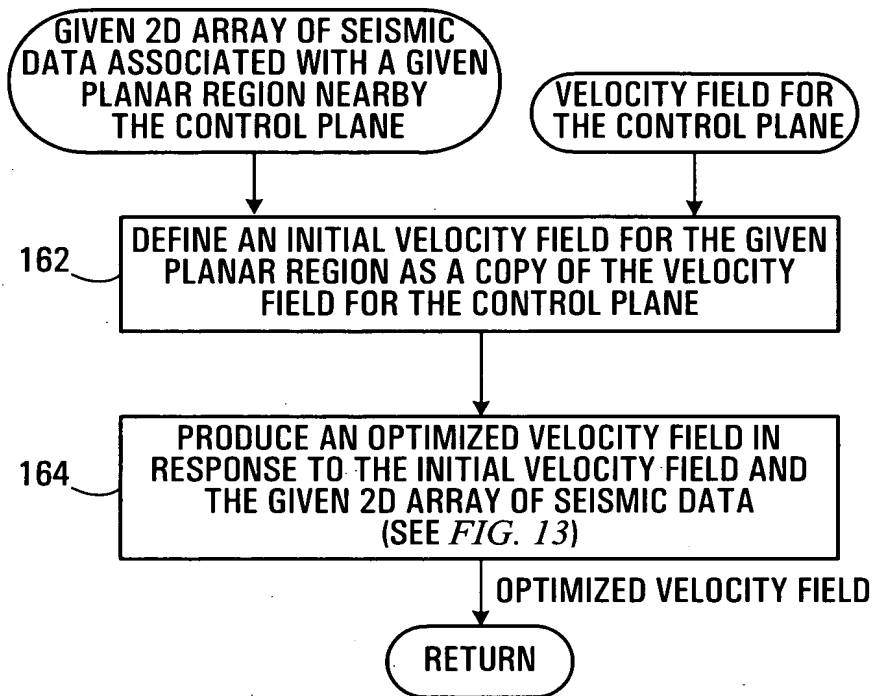 GIVEN 2D ARRAY OF SEISMIC
DATA ASSOCIATED WITH A GIVEN
PLANAR REGION NEARBY
THE CONTROL PLANE
VELOCITY FIELD FOR
THE CONTROL PLANE
162
DEFINE AN INITIAL VELOCITY FIELD FOR THE GIVEN
PLANAR REGION AS A COPY OF THE VELOCITY
FIELD FOR THE CONTROL PLANE
164
PRODUCE AN OPTIMIZED VELOCITY FIELD IN
RESPONSE TO THE INITIAL VELOCITY FIELD AND
THE GIVEN 2D ARRAY OF SEISMIC DATA
(SEE FIG. 13)
OPTIMIZED VELOCITY FIELD
RETURN